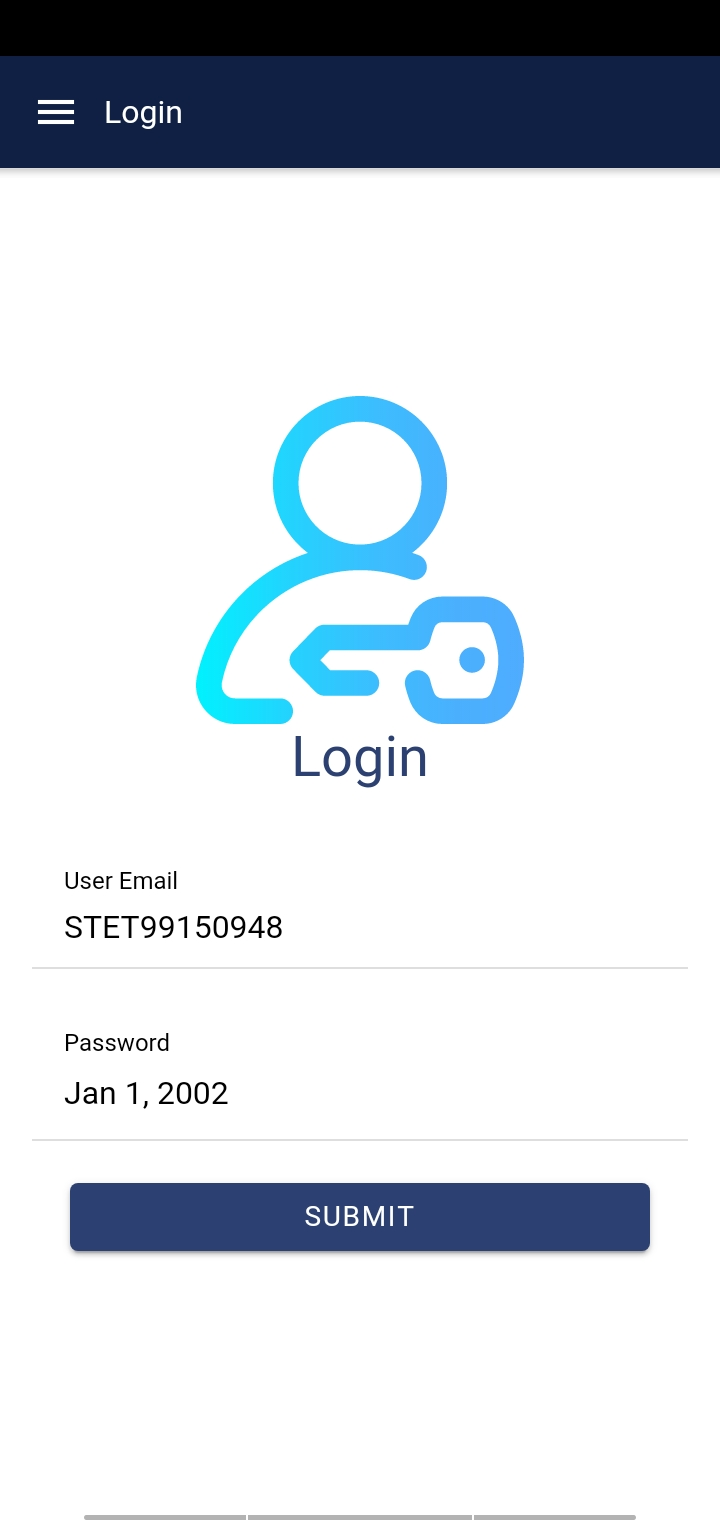 Login
Login
User Email
STET99150948
Password
Jan 1, 2002
SUBMIT